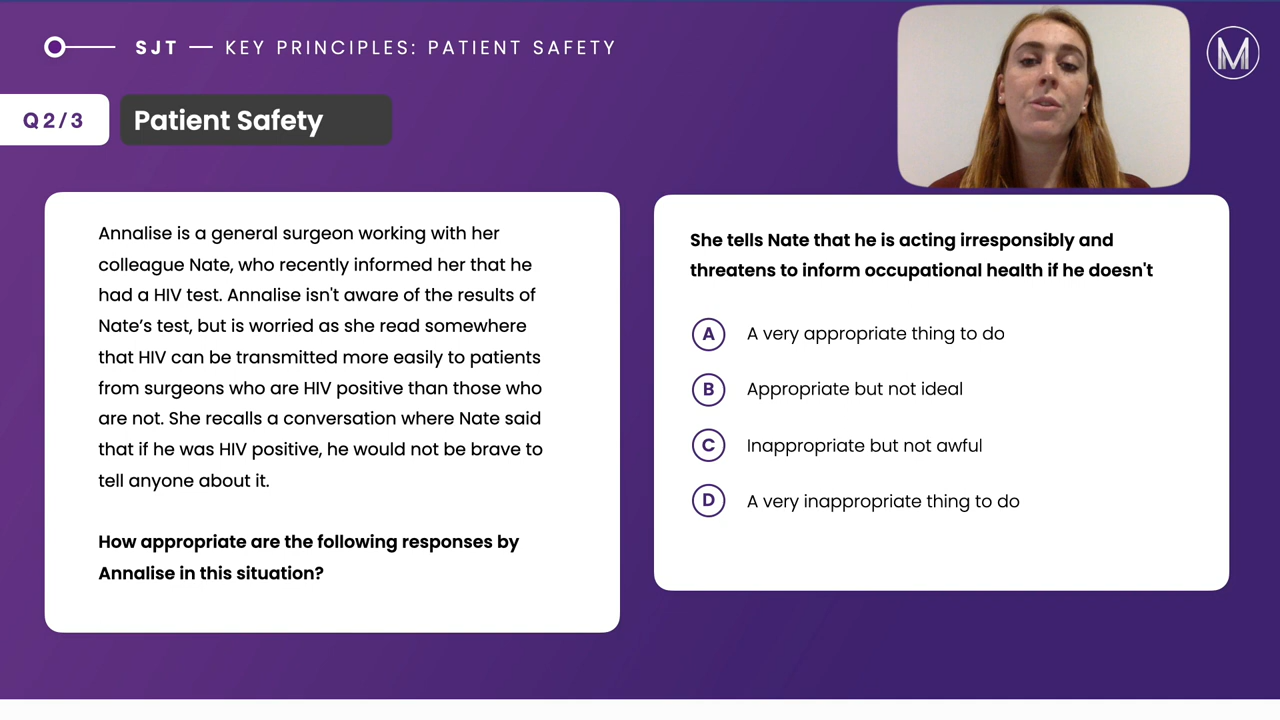 SJT — KEY PRINCIPLES: PATIENT SAFETY
Q2/3
Patient Safety
Annalise is a general surgeon working with her
colleague Nate, who recently informed her that he
had a HIV test. Annalise isn't aware of the results of
Nate’s test, but is worried as she read somewhere
that HIV can be transmitted more easily to patients
from surgeons who are HIV positive than those who
are not. She recalls a conversation where Nate said
that if he was HIV positive, he would not be brave to
tell anyone about it.
How appropriate are the following responses by
Annalise in this situation?
She tells Nate that he is acting irresponsibly and
threatens to inform occupational health if he doesn't
A A very appropriate thing to do
B Appropriate but not ideal
C Inappropriate but not awful
D A very inappropriate thing to do
M